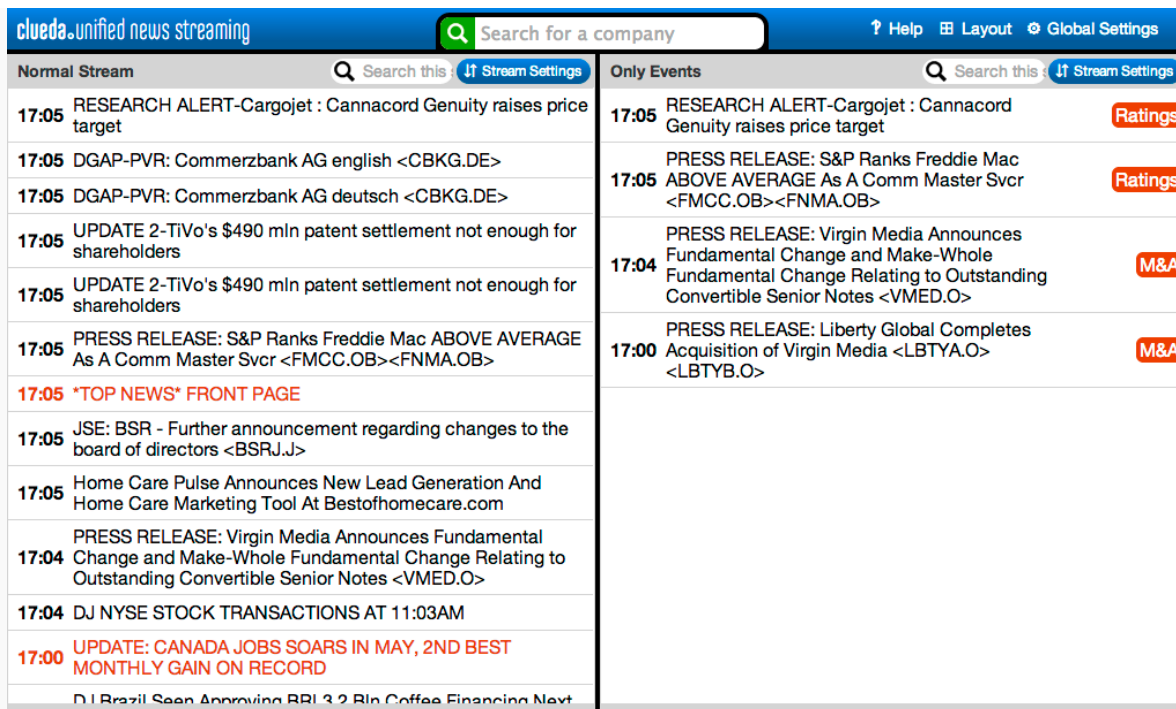 clueda.unified news streaming
Search for a company
? Help
Layout
Global Settings
Normal Stream
Search this
Stream Settings
17:05 RESEARCH ALERT-Cargojet : Cannacord Genuity raises price
target
17:05 DGAP-PVR: Commerzbank AG english <CBKG.DE>
17:05 DGAP-PVR: Commerzbank AG deutsch <CBKG.DE>
17:05 UPDATE 2-TiVo's $490 mln patent settlement not enough for
shareholders
17:05 UPDATE 2-TiVo's $490 mln patent settlement not enough for
shareholders
17:05 PRESS RELEASE: S&P Ranks Freddie Mac ABOVE AVERAGE
As A Comm Master Svcr <FMCC.OB><FNMA.OB>
17:05 *TOP NEWS* FRONT PAGE
17:05 JSE: BSR - Further announcement regarding changes to the
board of directors <BSRJ.J>
17:05 Home Care Pulse Announces New Lead Generation And
Home Care Marketing Tool At Bestofhomecare.com
PRESS RELEASE: Virgin Media Announces Fundamental
17:04 Change and Make-Whole Fundamental Change Relating to
Outstanding Convertible Senior Notes <VMED.O>
17:04 DJ NYSE STOCK TRANSACTIONS AT 11:03AM
17:00 UPDATE: CANADA JOBS SOARS IN MAY, 2ND BEST
MONTHLY GAIN ON RECORD
DJ Brazil Seen Approving BRL3.2 Bln Coffee Financing Next
Only Events
Search this
Stream Settings
17:05 RESEARCH ALERT-Cargojet : Cannacord
Genuity raises price target
Ratings
PRESS RELEASE: S&P Ranks Freddie Mac
17:05 ABOVE AVERAGE As A Comm Master Svcr
<FMCC.OB><FNMA.OB>
Ratings
PRESS RELEASE: Virgin Media Announces
17:04 Fundamental Change and Make-Whole
Fundamental Change Relating to Outstanding
Convertible Senior Notes <VMED.O>
M&A
PRESS RELEASE: Liberty Global Completes
17:00 Acquisition of Virgin Media <LBTYA.O>
<LBTYB.O>
M&A